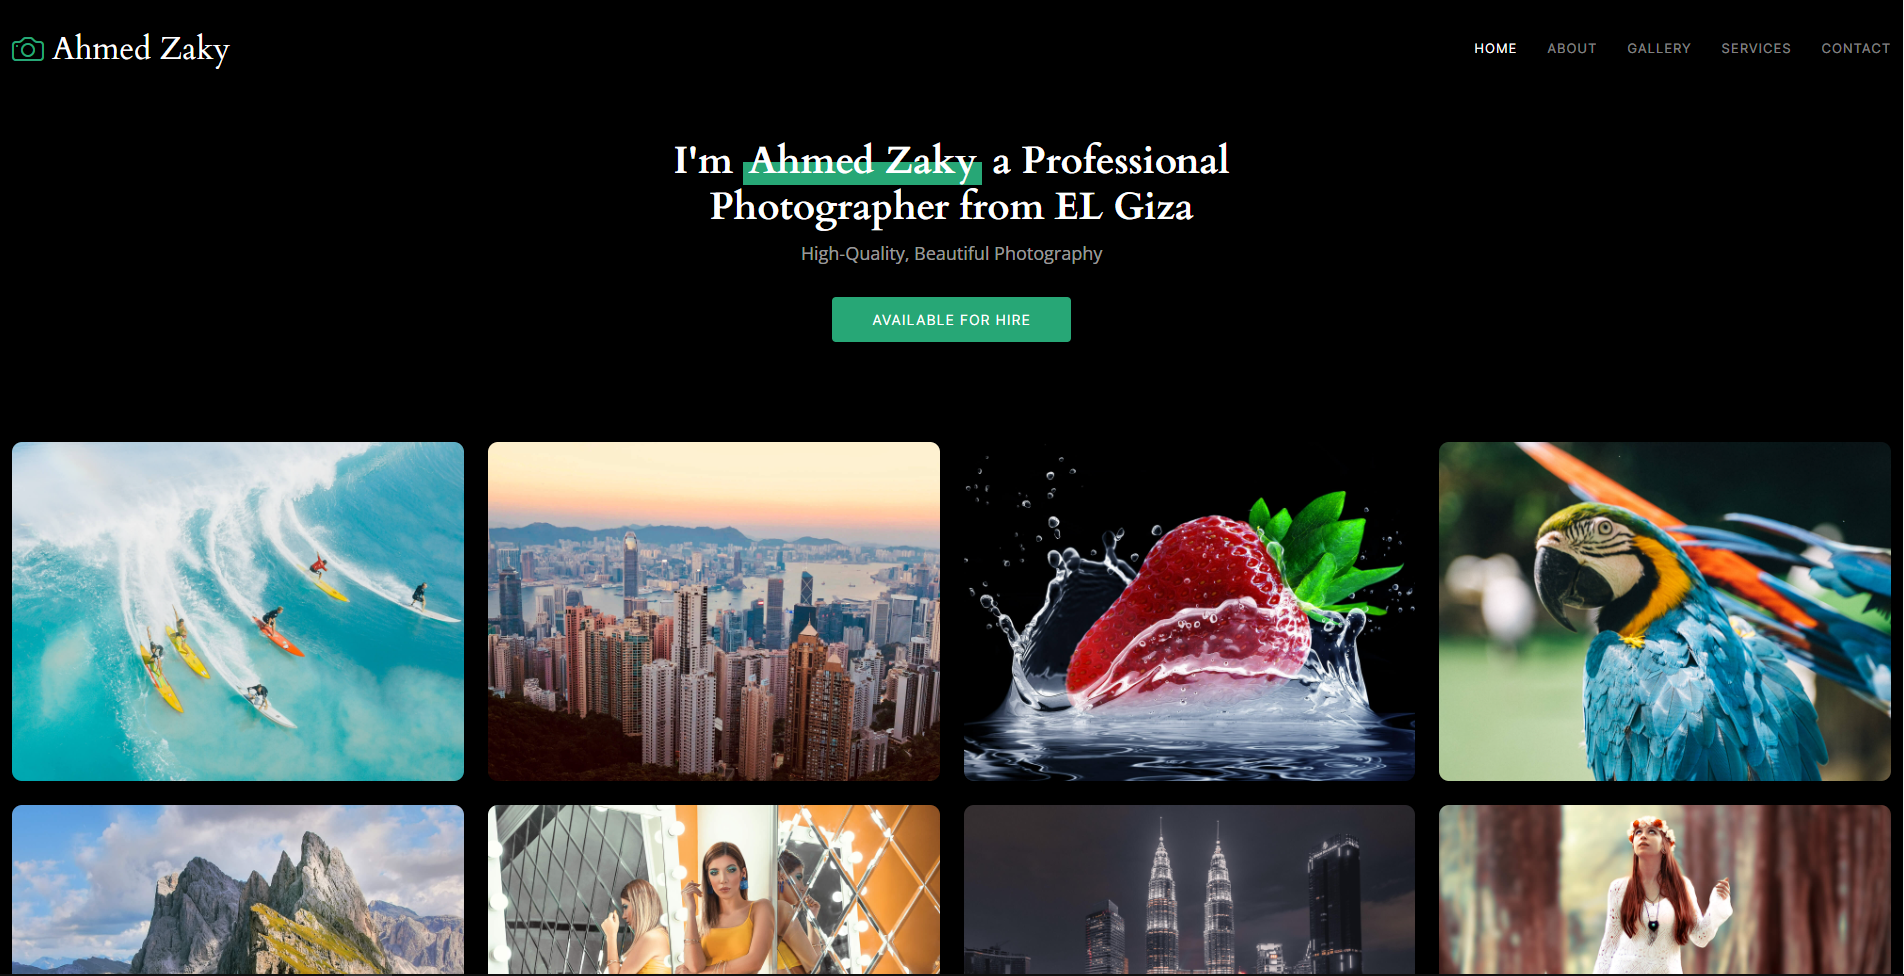 Ahmed Zaky
HOME
ABOUT
GALLERY
SERVICES
CONTACT
I'm Ahmed Zaky a Professional
Photographer from EL Giza
High-Quality, Beautiful Photography
AVAILABLE FOR HIRE